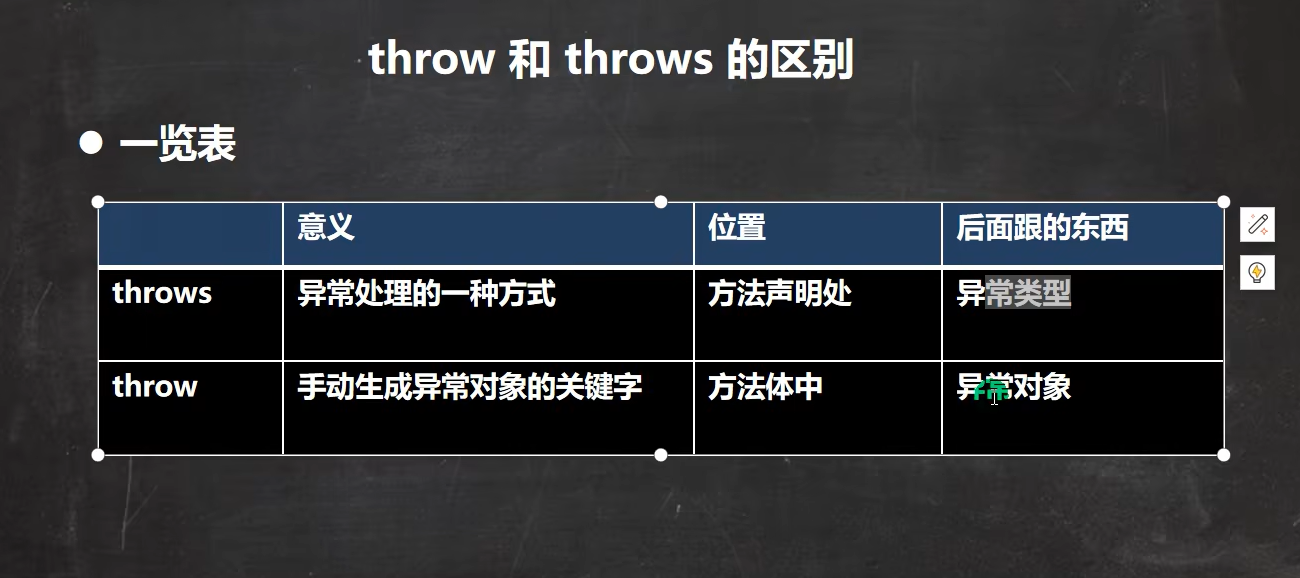 throw 和 throws 的区别
● 一览表
意义 位置 后面跟的东西
throws 异常处理的一种方式 方法声明处 异常类型
throw 手动生成异常对象的关键字 方法体中 异常对象